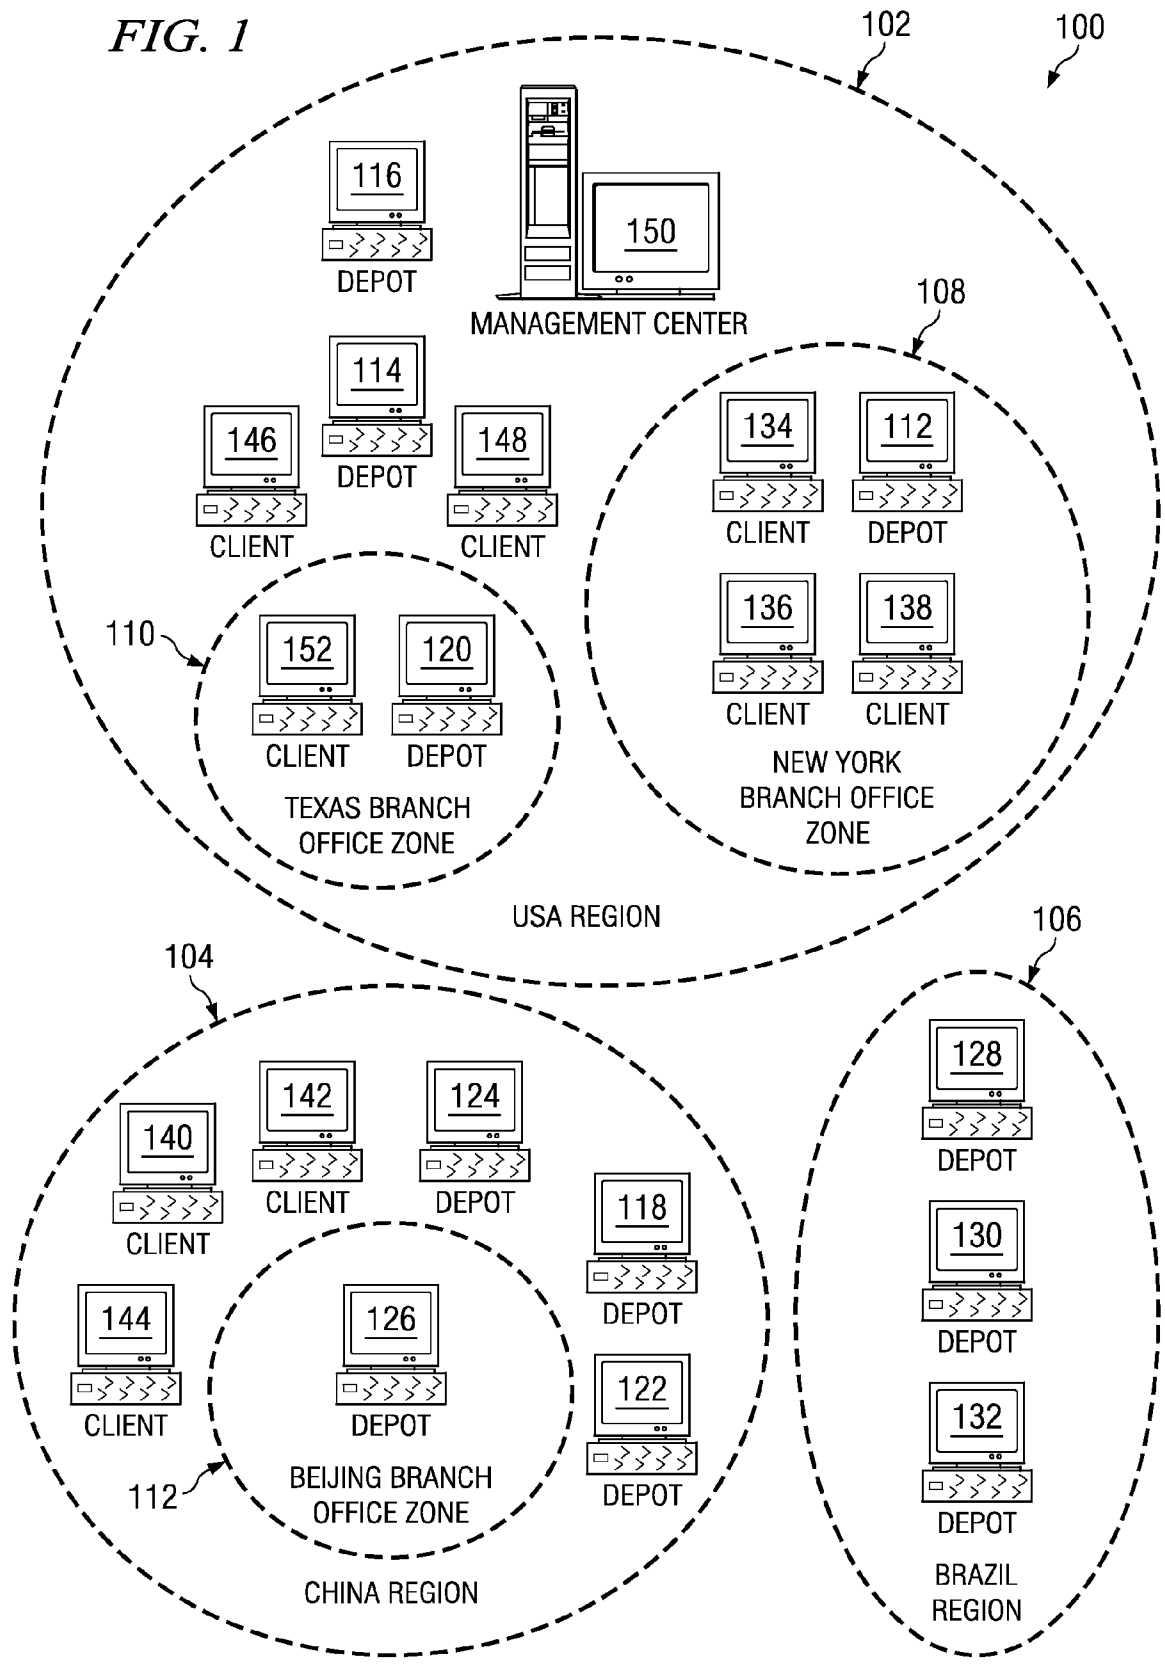 FIG. 1
102
100
116
DEPOT
150
MANAGEMENT CENTER
108
114
DEPOT
146
CLIENT
148
CLIENT
134
CLIENT
112
DEPOT
136
CLIENT
138
CLIENT
NEW YORK
BRANCH OFFICE
ZONE
110
152
CLIENT
120
DEPOT
TEXAS BRANCH
OFFICE ZONE
USA REGION
104
106
142
CLIENT
124
DEPOT
140
CLIENT
118
DEPOT
144
CLIENT
126
DEPOT
122
DEPOT
112
BEIJING BRANCH
OFFICE ZONE
CHINA REGION
128
DEPOT
130
DEPOT
132
DEPOT
BRAZIL
REGION